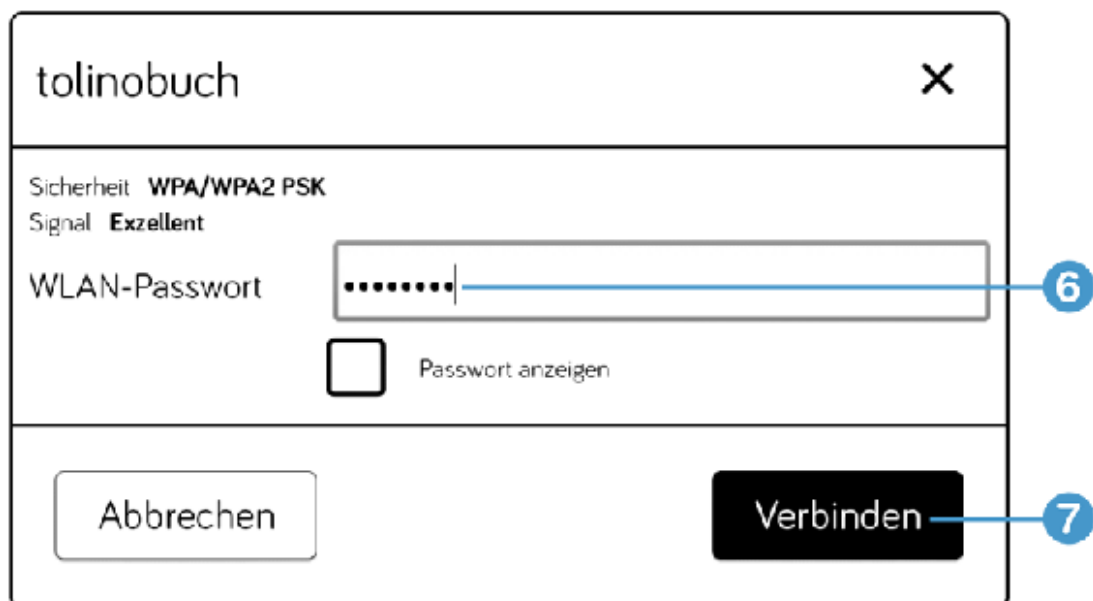 tolinobuch
Sicherheit WPA/WPA2 PSK
Signal Exzellent
WLAN-Passwort ••••••••
6
Passwort anzeigen
Abbrechen
Verbinden
7